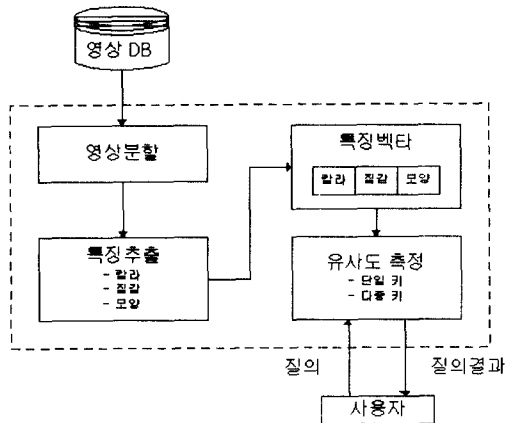 영상 DB
영상분할
특징추출
- 칼라
- 질감
- 모양
특징벡타
칼라 질감 모양
유사도 측정
- 단일 키
- 다중 키
질의
질의결과
사용자